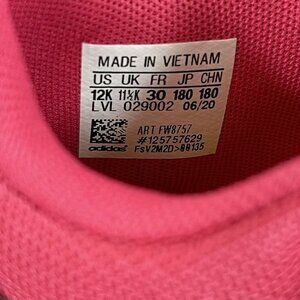 MADE IN VIETNAM
US UK FR JP CHN
12K 11½K 30 180 180
LVL 029002 06/20
ART FW8757
#125757629
adidas FsV2M2D>88135